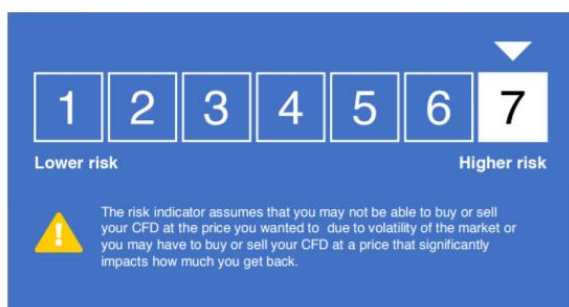 1 2 3 4 5 6 7
Lower risk Higher risk
The risk indicator assumes that you may not be able to buy or sell
your CFD at the price you wanted to due to volatility of the market or
you may have to buy or sell your CFD at a price that significantly
impacts how much you get back.